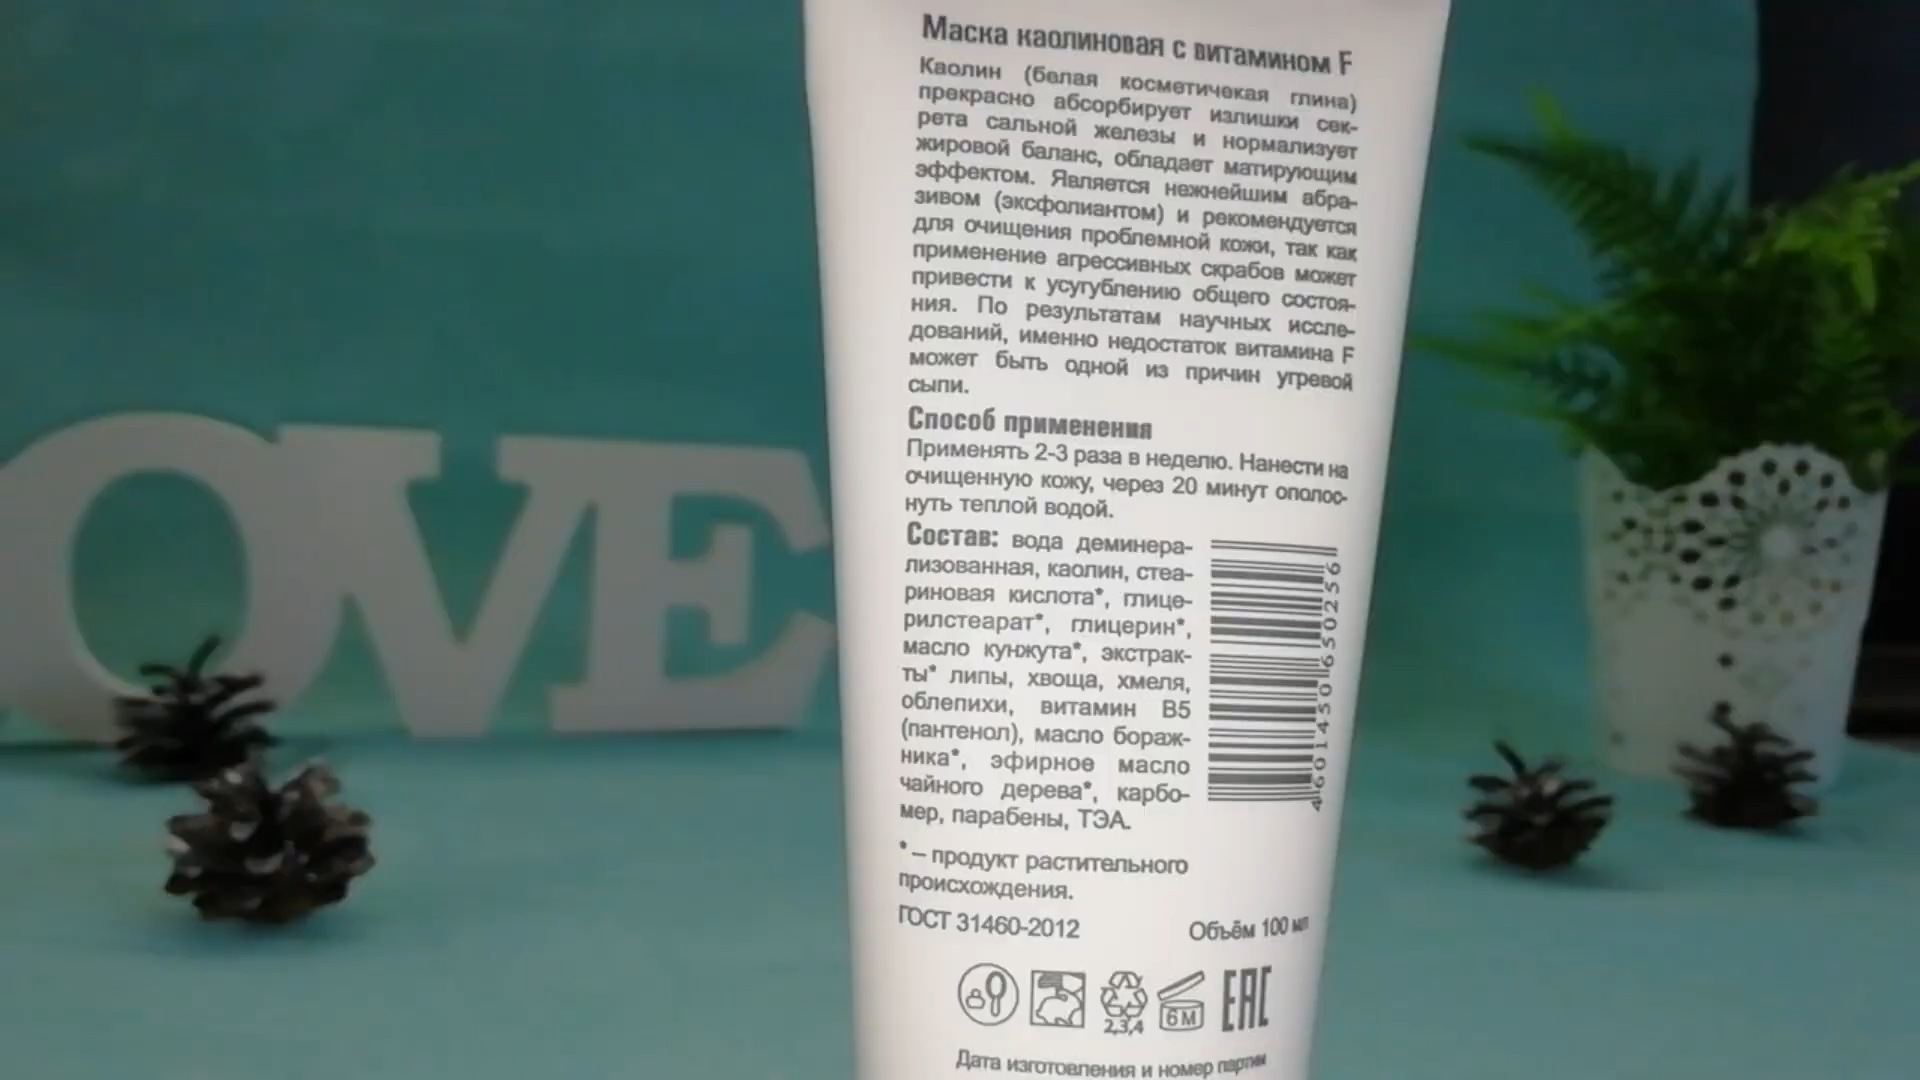 OVE
Маска каолиновая с витамином F
Каолин (белая косметичекая глина)
прекрасно абсорбирует излишки сек-
рета сальной железы и нормализует
жировой баланс, обладает матирующим
эффектом. Является нежнейшим абра-
зивом (эксфолиантом) и рекомендуется
для очищения проблемной кожи, так как
применение агрессивных скрабов может
привести к усугублению общего состоя-
ния. По результатам научных иссле-
дований, именно недостаток витамина F
может быть одной из причин угревой
сыпи.
Способ применения
Применять 2-3 раза в неделю. Нанести на
очищенную кожу, через 20 минут ополос-
нуть теплой водой.
Состав: вода деминера-
лизованная, каолин, стеа-
риновая кислота*, глице-
рилстеарат*, глицерин*,
масло кунжута*, экстрак-
ты* липы, хвоща, хмеля,
облепихи, витамин В5
(пантенол), масло бораж-
ника*, эфирное масло
чайного дерева*, карбо-
мер, парабены, ТЭА.
4601450650256
* – продукт растительного
происхождения.
ГОСТ 31460-2012
Объём 100 мл
2,3,4
6 М
ЕАС
Дата изготовления и номер партии